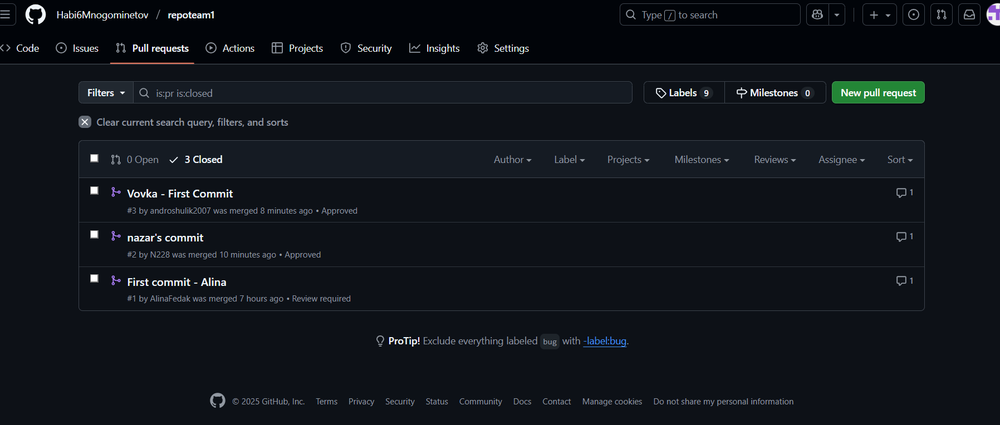 Habi6Mnogominetov / repoteam1
Type / to search
Code Issues Pull requests Actions Projects Security Insights Settings
Filters is:pr is:closed Labels 9 Milestones 0 New pull request
Clear current search query, filters, and sorts
0 Open 3 Closed Author Label Projects Milestones Reviews Assignee Sort
Vovka - First Commit 1
#3 by androshulik2007 was merged 8 minutes ago • Approved
nazar's commit 1
#2 by N228 was merged 10 minutes ago • Approved
First commit - Alina 1
#1 by AlinaFedak was merged 7 hours ago • Review required
ProTip! Exclude everything labeled bug with -label:bug.
© 2025 GitHub, Inc. Terms Privacy Security Status Community Docs Contact Manage cookies Do not share my personal information